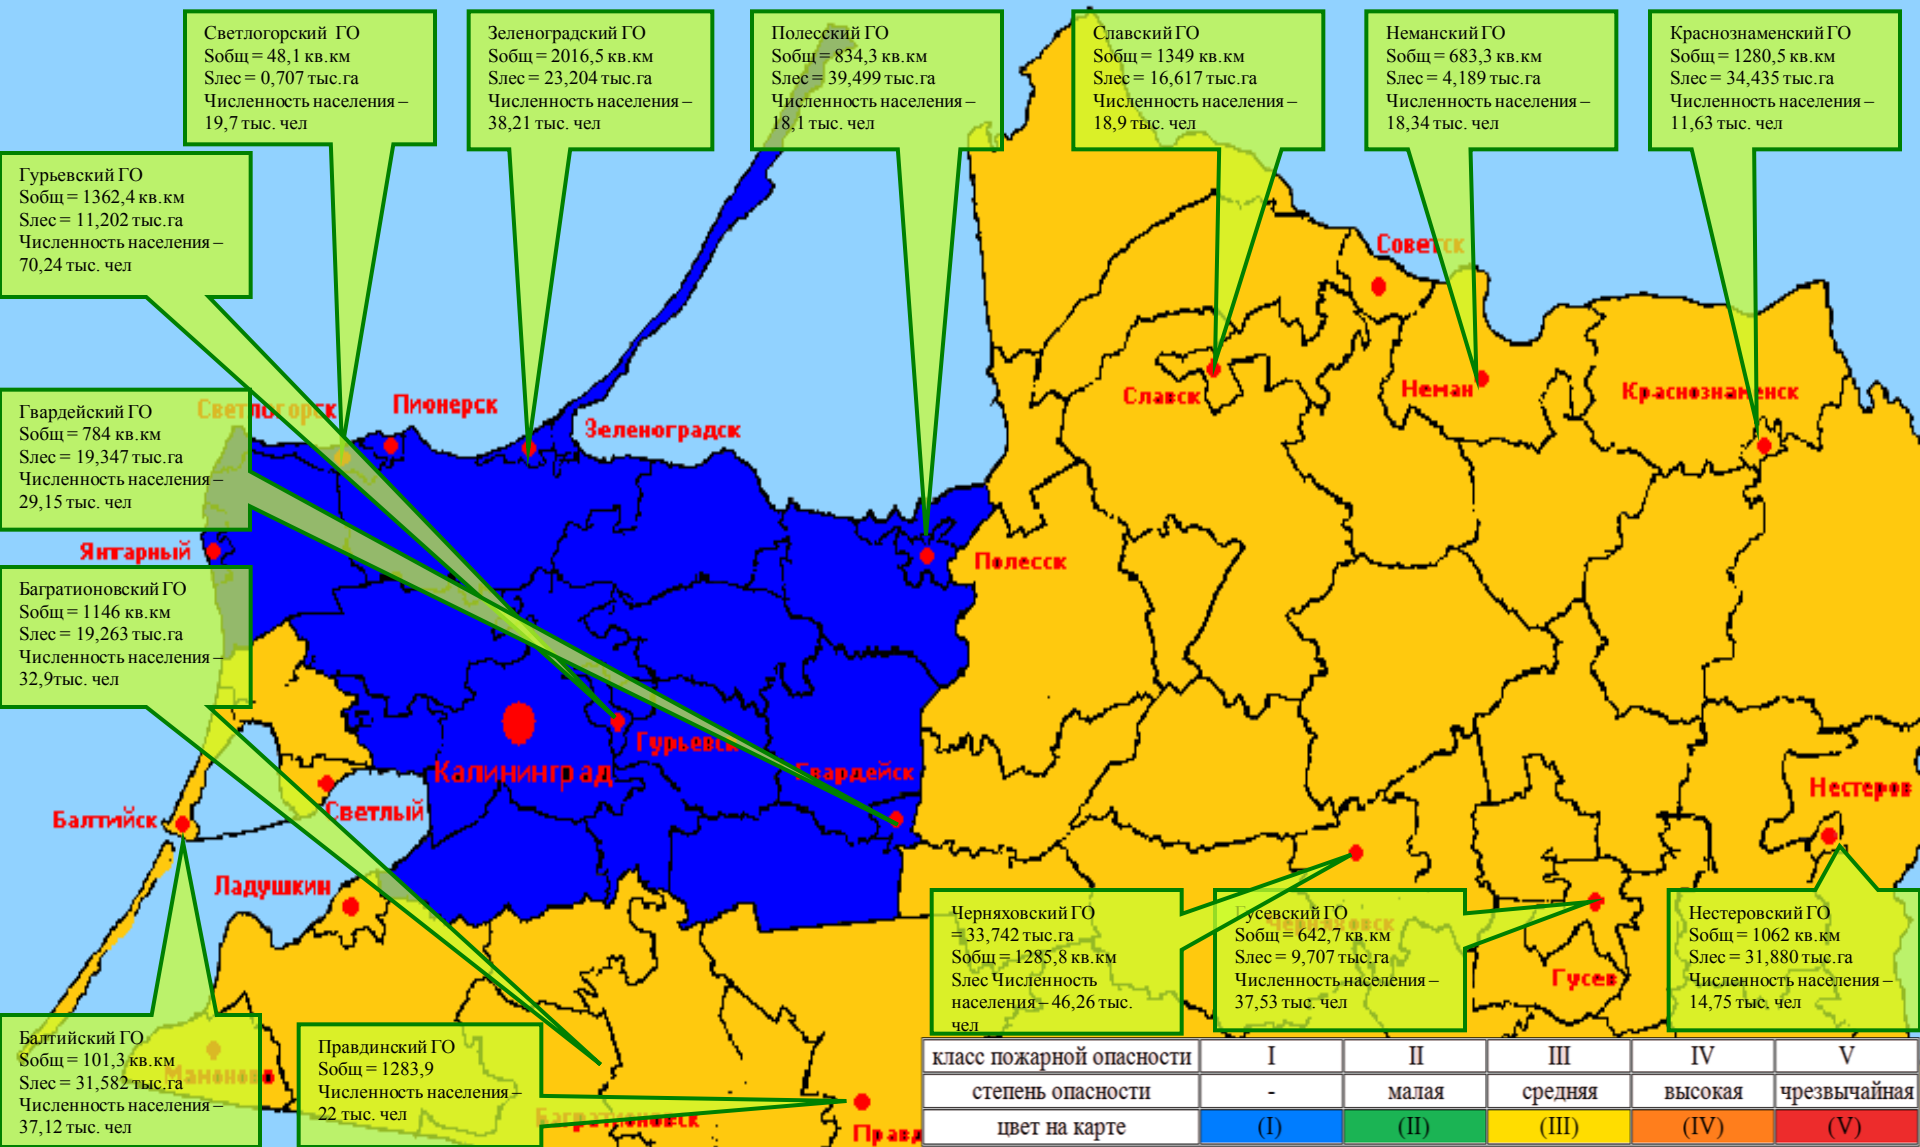 Светлогорский ГО
Sобщ = 48,1 кв.км
Sлес = 0,707 тыс.га
Численность населения –
19,7 тыс. чел
Зеленоградский ГО
Sобщ = 2016,5 кв.км
Sлес = 23,204 тыс.га
Численность населения –
38,21 тыс. чел
Полесский ГО
Sобщ = 834,3 кв.км
Sлес = 39,499 тыс.га
Численность населения –
18,1 тыс. чел
Славский ГО
Sобщ = 1349 кв.км
Sлес = 16,617 тыс.га
Численность населения –
18,9 тыс. чел
Неманский ГО
Sобщ = 683,3 кв.км
Sлес = 4,189 тыс.га
Численность населения –
18,34 тыс. чел
Краснознаменский ГО
Sобщ = 1280,5 кв.км
Sлес = 34,435 тыс.га
Численность населения –
11,63 тыс. чел
Гурьевский ГО
Sобщ = 1362,4 кв.км
Sлес = 11,202 тыс.га
Численность населения –
70,24 тыс. чел
Советск
Гвардейский ГО
Sобщ = 784 кв.км
Sлес = 19,347 тыс.га
Численность населения –
29,15 тыс. чел
Светлогорск
Пионерск
Зеленоградск
Славск
Неман
Краснознаменск
Янтарный
Полесск
Багратионовский ГО
Sобщ = 1146 кв.км
Sлес = 19,263 тыс.га
Численность населения –
32,9тыс. чел
Гурьевск
Калининград
Гвардейск
Нестеров
Балтийск
Светлый
Ладушкин
Черняховский ГО
= 33,742 тыс.га
Sобщ = 1285,8 кв.км
Sлес Численность
населения – 46,26 тыс.
чел
Черняховск
Гусевский ГО
Sобщ = 642,7 кв.км
Sлес = 9,707 тыс.га
Численность населения –
37,53 тыс. чел
Гусев
Нестеровский ГО
Sобщ = 1062 кв.км
Sлес = 31,880 тыс.га
Численность населения –
14,75 тыс. чел
Балтийский ГО
Sобщ = 101,3 кв.км
Sлес = 31,582 тыс.га
Численность населения –
37,12 тыс. чел
Мамоново
Правдинский ГО
Sобщ = 1283,9
Численность населения –
22 тыс. чел
Багратионовск
Правд
класс пожарной опасности I II III IV V
степень опасности - малая средняя высокая чрезвычайная
цвет на карте (I) (II) (III) (IV) (V)